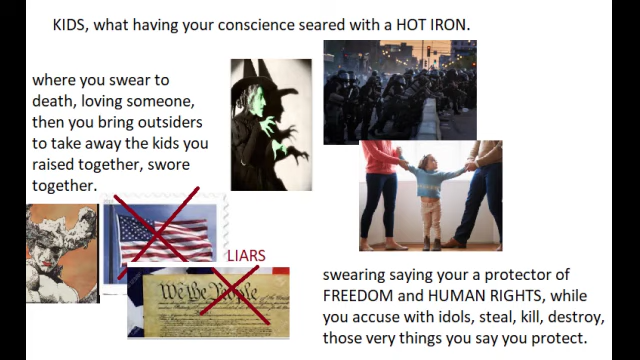 KIDS, what having your conscience seared with a HOT IRON.
where you swear to
death, loving someone,
then you bring outsiders
to take away the kids you
raised together, swore
together.
LIARS
We the People
swearing saying your a protector of
FREEDOM and HUMAN RIGHTS, while
you accuse with idols, steal, kill, destroy,
those very things you say you protect.